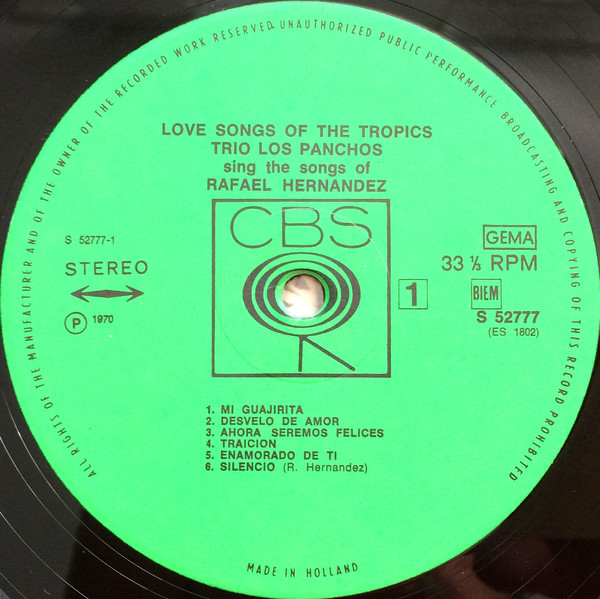 ALL RIGHTS OF THE MANUFACTURER AND OF THE OWNER OF THE RECORDED WORK RESERVED. UNAUTHORIZED PUBLIC PERFORMANCE BROADCASTING AND COPYING OF THIS RECORD PROHIBITED
LOVE SONGS OF THE TROPICS
TRIO LOS PANCHOS
sing the songs of
RAFAEL HERNANDEZ
CBS
S 52777-1
STEREO
℗ 1970
GEMA
33 ⅓ RPM
1
BIEM
S 52777
(ES 1802)
1. MI GUAJIRITA
2. DESVELO DE AMOR
3. AHORA SEREMOS FELICES
4. TRAICION
5. ENAMORADO DE TI
6. SILENCIO (R. Hernandez)
MADE IN HOLLAND